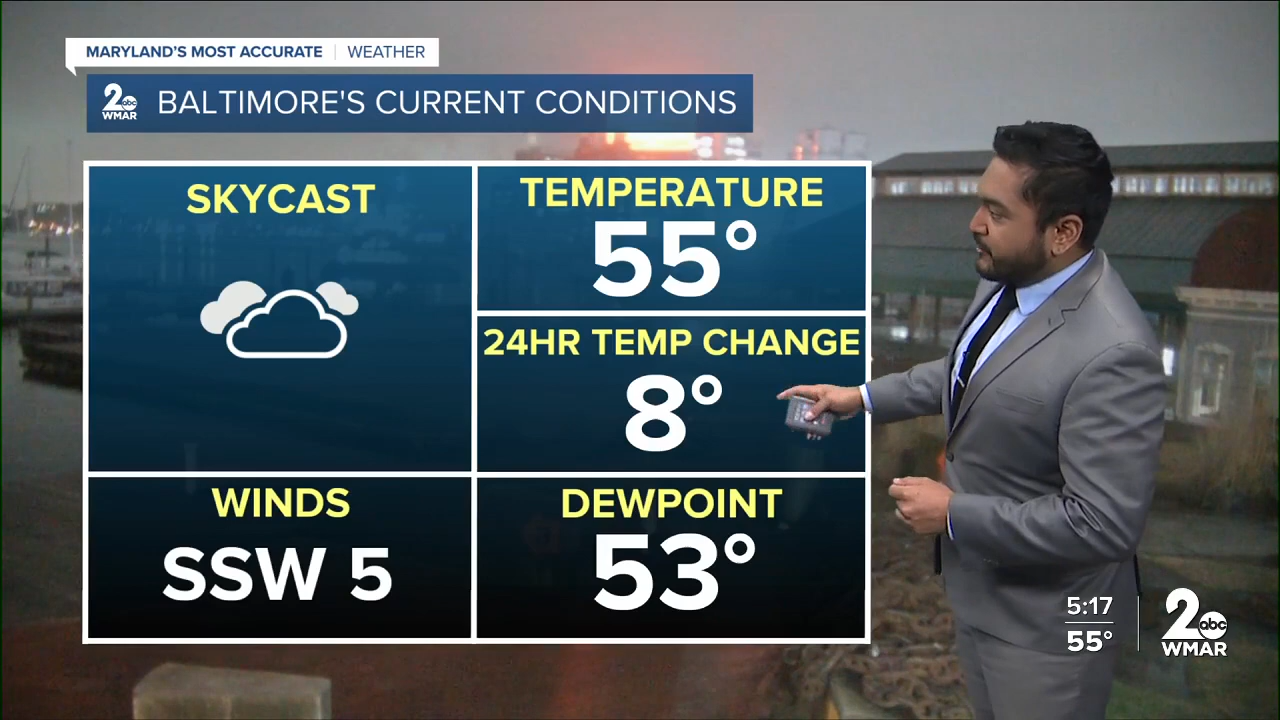 MARYLAND'S MOST ACCURATE | WEATHER
2 abc WMAR BALTIMORE'S CURRENT CONDITIONS
SKYCAST
TEMPERATURE
55°
24HR TEMP CHANGE
8°
WINDS
SSW 5
DEWPOINT
53°
5:17
55°
2 abc
WMAR